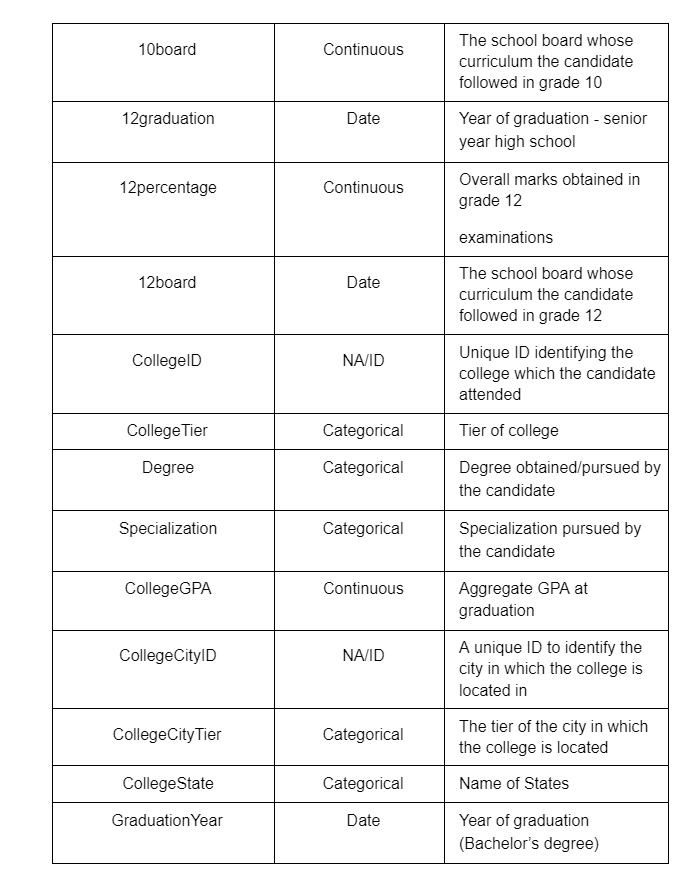 10board Continuous The school board whose
curriculum the candidate
followed in grade 10
12graduation Date Year of graduation - senior
year high school
12percentage Continuous Overall marks obtained in
grade 12
examinations
12board Date The school board whose
curriculum the candidate
followed in grade 12
CollegeID NA/ID Unique ID identifying the
college which the candidate
attended
CollegeTier Categorical Tier of college
Degree Categorical Degree obtained/pursued by
the candidate
Specialization Categorical Specialization pursued by
the candidate
CollegeGPA Continuous Aggregate GPA at
graduation
CollegeCityID NA/ID A unique ID to identify the
city in which the college is
located in
CollegeCityTier Categorical The tier of the city in which
the college is located
CollegeState Categorical Name of States
GraduationYear Date Year of graduation
(Bachelor’s degree)